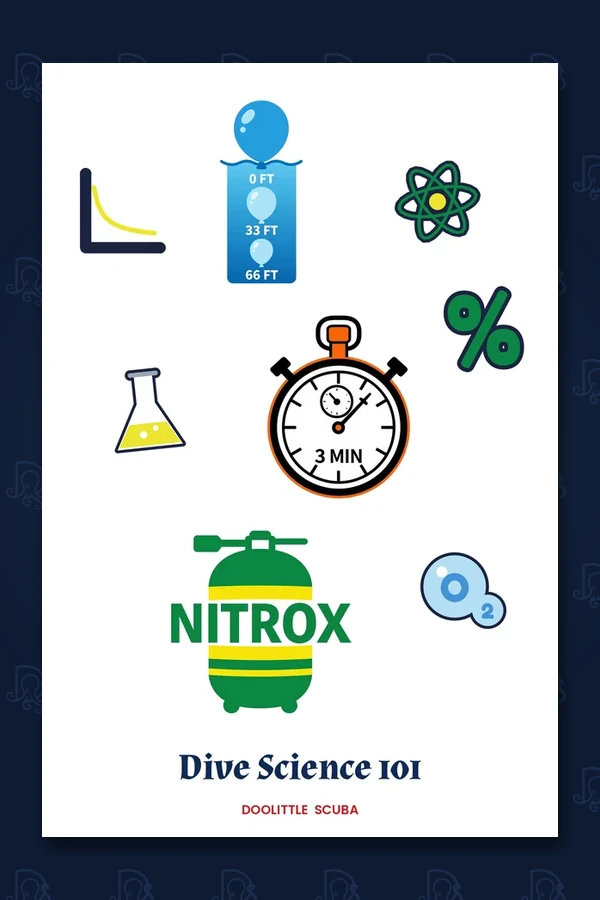 0 FT
33 FT
66 FT
%
3 MIN
NITROX
O2
Dive Science 101
DOOLITTLE SCUBA